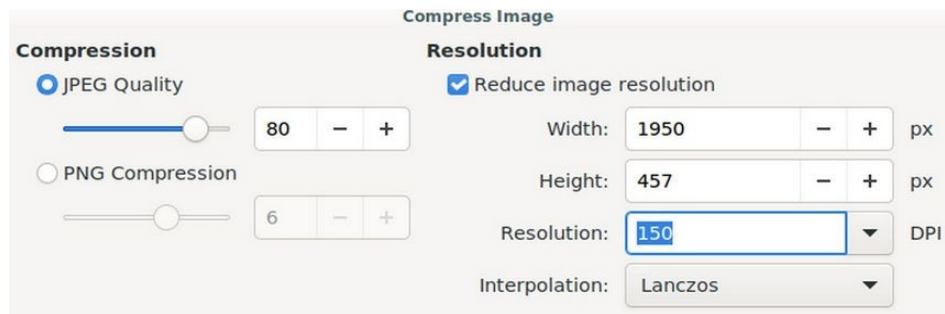 Compress Image
Compression
JPEG Quality
80 − +
PNG Compression
6 − +
Resolution
Reduce image resolution
Width: 1950 − + px
Height: 457 − + px
Resolution: 150 DPI
Interpolation: Lanczos